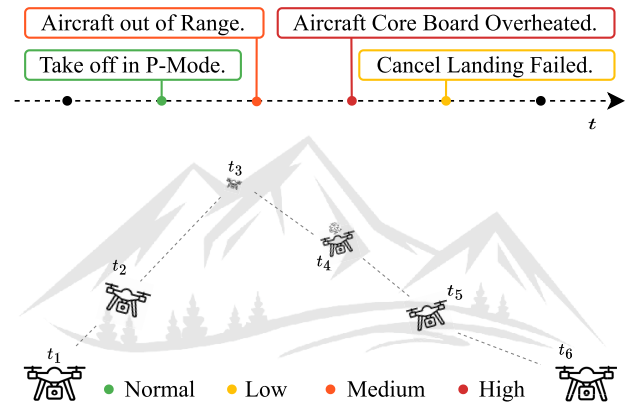 Aircraft out of Range.
Aircraft Core Board Overheated.
Take off in P-Mode.
Cancel Landing Failed.
t
t3
t2
t4
t5
t1
t6
Normal
Low
Medium
High